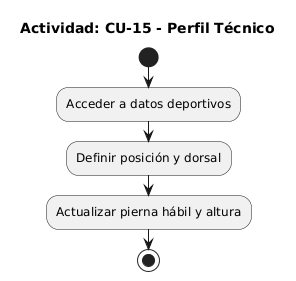 Actividad: CU-15 - Perfil Técnico
Acceder a datos deportivos
Definir posición y dorsal
Actualizar pierna hábil y altura